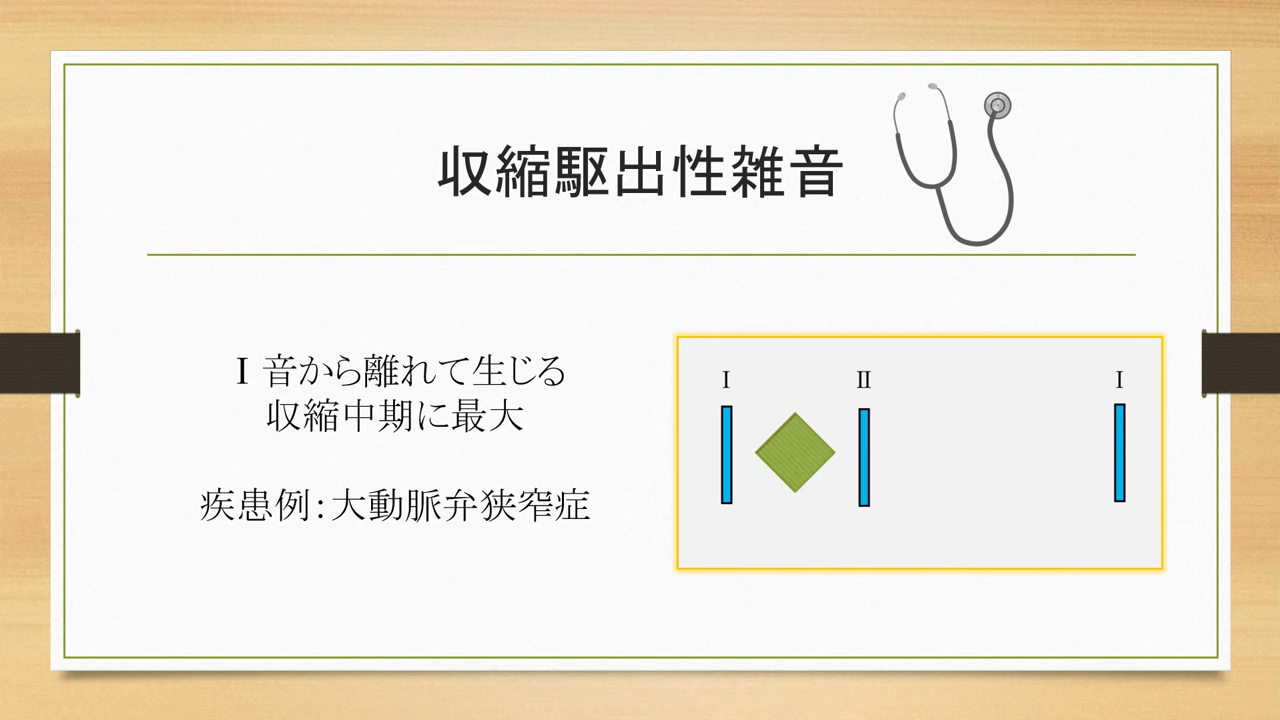 収縮駆出性雑音
Ⅰ 音から離れて生じる
収縮中期に最大
疾患例：大動脈弁狭窄症
Ⅰ Ⅱ Ⅰ